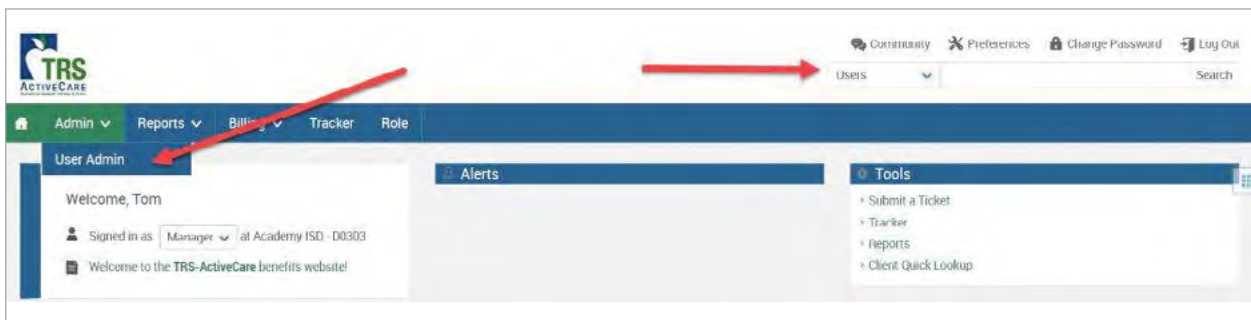 Community Preferences Change Password Log Out
TRS
ACTIVECARE
Users Search
Admin Reports Billing Tracker Role
User Admin
Alerts
Tools
Welcome, Tom
Signed in as Manager at Academy ISD - D0303
Welcome to the TRS-ActiveCare benefits website!
Submit a Ticket
Tracker
Reports
Client Quick Lookup